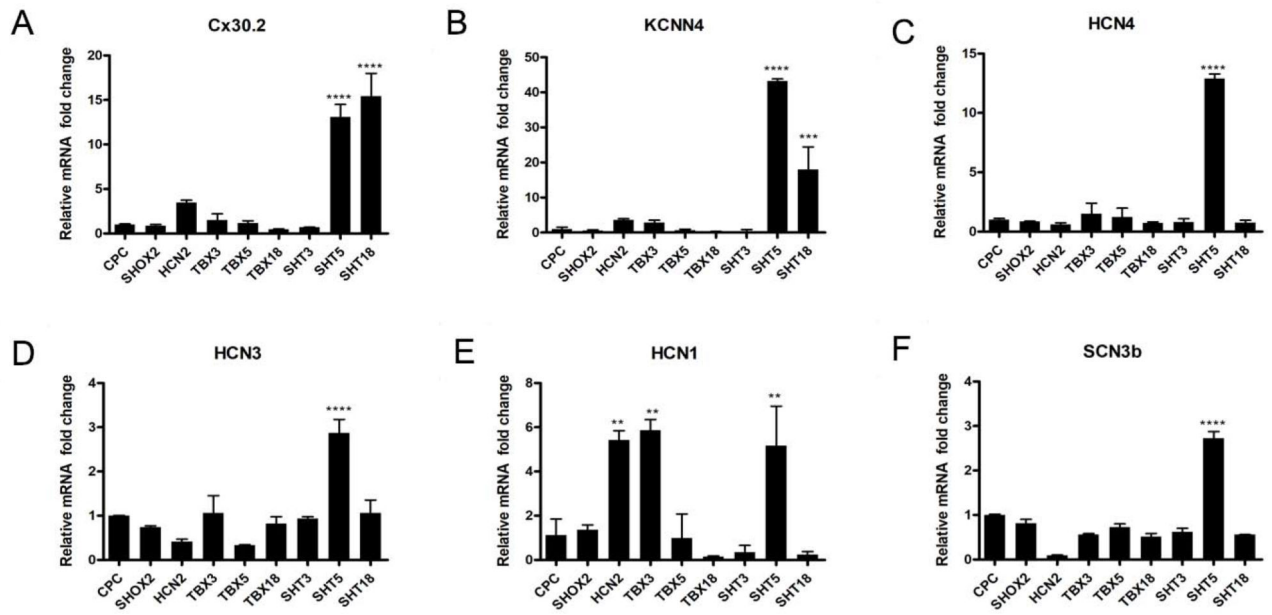 A
Cx30.2
Relative mRNA fold change
20
15
10
5
0
****
****
CPC
SHOX2
HCN2
TBX3
TBX5
TBX18
SHT3
SHT5
SHT18
B
KCNN4
Relative mRNA fold change
50
40
30
20
10
0
****
***
CPC
SHOX2
HCN2
TBX3
TBX5
TBX18
SHT3
SHT5
SHT18
C
HCN4
Relative mRNA fold change
15
10
5
0
****
CPC
SHOX2
HCN2
TBX3
TBX5
TBX18
SHT3
SHT5
SHT18
D
HCN3
Relative mRNA fold change
4
3
2
1
0
****
CPC
SHOX2
HCN2
TBX3
TBX5
TBX18
SHT3
SHT5
SHT18
E
HCN1
Relative mRNA fold change
8
6
4
2
0
**
**
**
CPC
SHOX2
HCN2
TBX3
TBX5
TBX18
SHT3
SHT5
SHT18
F
SCN3b
Relative mRNA fold change
4
3
2
1
0
****
CPC
SHOX2
HCN2
TBX3
TBX5
TBX18
SHT3
SHT5
SHT18